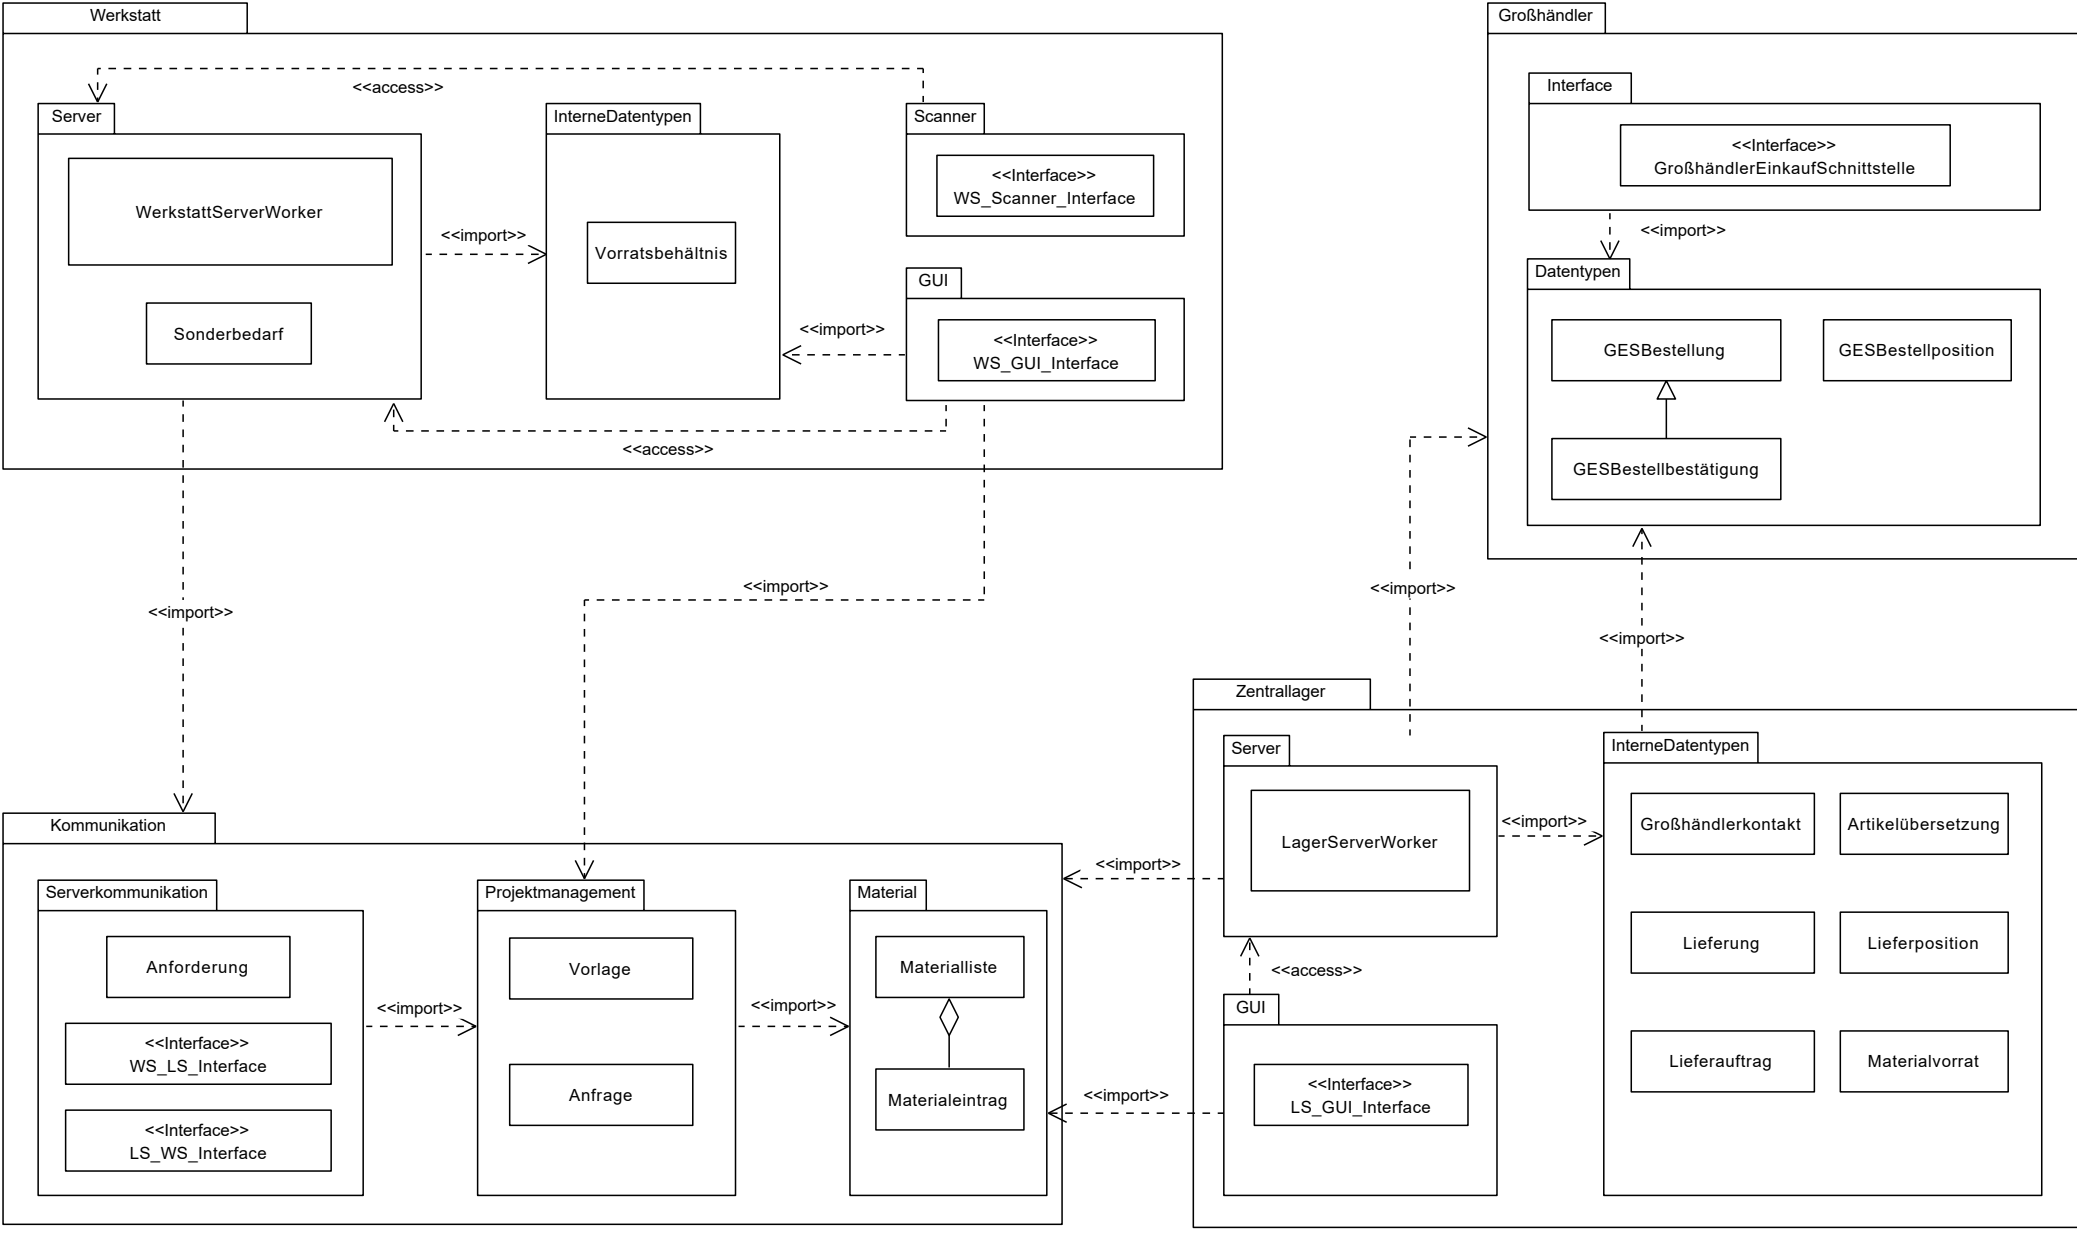 Werkstatt
<<access>>
Server
WerkstattServerWorker
Sonderbedarf
<<import>>
InterneDatentypen
Vorratsbehältnis
Scanner
<<Interface>>
WS_Scanner_Interface
GUI
<<import>>
<<Interface>>
WS_GUI_Interface
<<access>>
Großhändler
Interface
<<Interface>>
GroßhändlerEinkaufSchnittstelle
<<import>>
Datentypen
GESBestellung
GESBestellposition
GESBestellbestätigung
<<import>>
<<import>>
<<import>>
<<import>>
Kommunikation
Serverkommunikation
Anforderung
<<Interface>>
WS_LS_Interface
<<Interface>>
LS_WS_Interface
<<import>>
Projektmanagement
Vorlage
Anfrage
<<import>>
Material
Materialliste
Materialeintrag
<<import>>
<<import>>
Zentrallager
Server
LagerServerWorker
<<access>>
GUI
<<Interface>>
LS_GUI_Interface
<<import>>
InterneDatentypen
Großhändlerkontakt
Artikelübersetzung
Lieferung
Lieferposition
Lieferauftrag
Materialvorrat